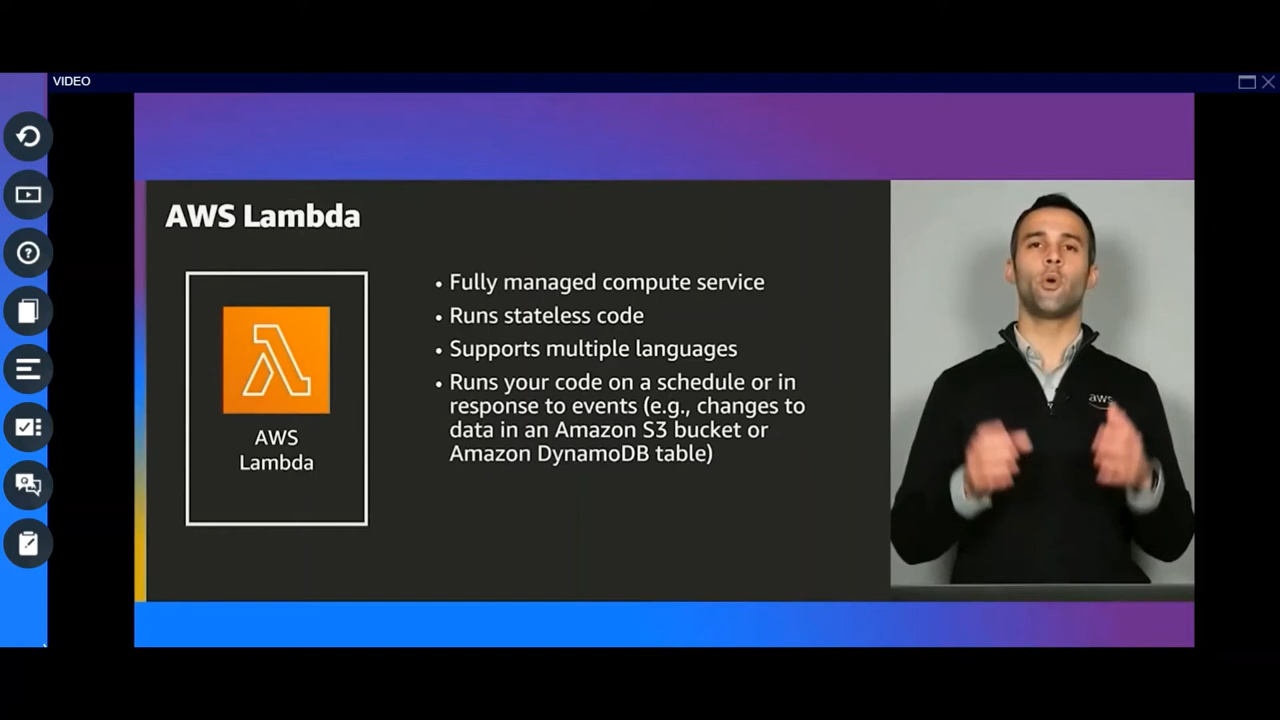 VIDEO
AWS Lambda
AWS
Lambda
• Fully managed compute service
• Runs stateless code
• Supports multiple languages
• Runs your code on a schedule or in
response to events (e.g., changes to
data in an Amazon S3 bucket or
Amazon DynamoDB table)
aws